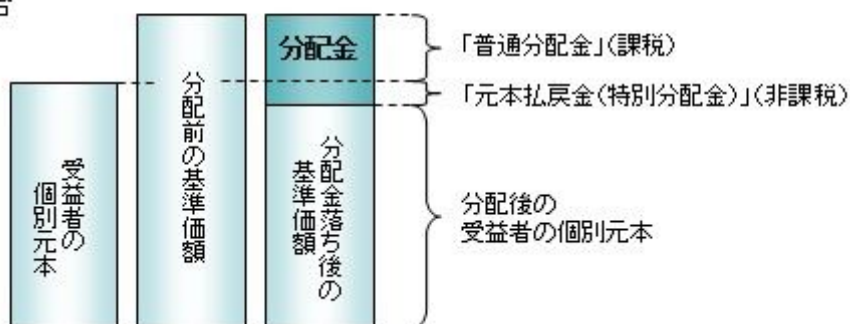 分配金
「普通分配金」(課税)
「元本払戻金(特別分配金)」(非課税)
受益者の
個別元本
分配前の基準価額
分配金落ち後の
基準価額
分配後の
受益者の個別元本